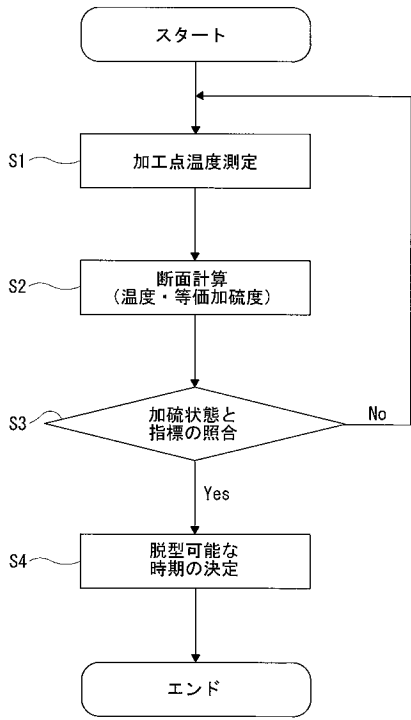 スタート
S1
加工点温度測定
S2
断面計算
(温度・等価加硫度)
S3
加硫状態と
指標の照合
No
Yes
S4
脱型可能な
時期の決定
エンド